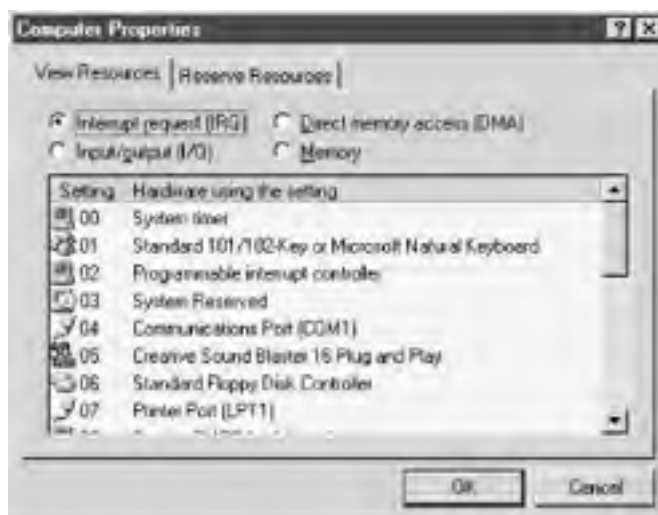 Computer Properties
View Resources Reserve Resources
Interrupt request (IRQ) Direct memory access (DMA)
Input/output (I/O) Memory
Setting Hardware using the setting
00 System timer
01 Standard 101/102-Key or Microsoft Natural Keyboard
02 Programmable interrupt controller
03 System Reserved
04 Communications Port (COM1)
05 Creative Sound Blaster 16 Plug and Play
06 Standard Floppy Disk Controller
07 Printer Port (LPT1)
OK Cancel